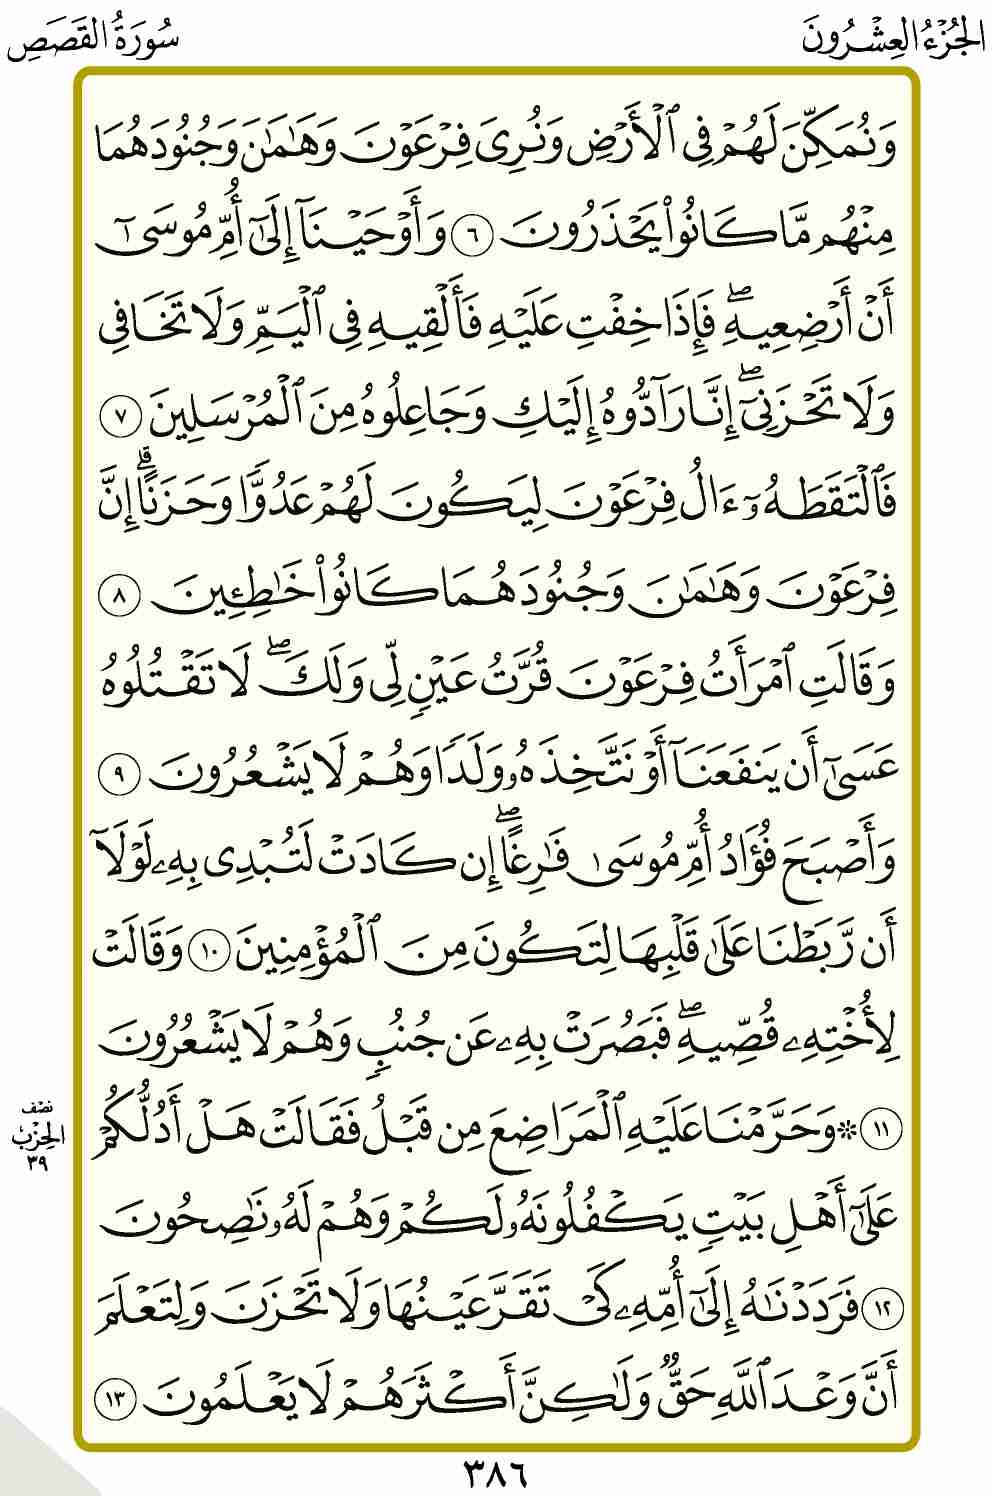 الجُزْءُ العِشْرُونَ
سُورَةُ القَصَصِ
وَنُمَكِّنَ لَهُمْ فِى ٱلْأَرْضِ وَنُرِىَ فِرْعَوْنَ وَهَٰمَٰنَ وَجُنُودَهُمَا
مِنْهُم مَّا كَانُوا۟ يَحْذَرُونَ ٦ وَأَوْحَيْنَآ إِلَىٰٓ أُمِّ مُوسَىٰٓ
أَنْ أَرْضِعِيهِ ۖ فَإِذَا خِفْتِ عَلَيْهِ فَأَلْقِيهِ فِى ٱلْيَمِّ وَلَا تَخَافِى
وَلَا تَحْزَنِىٓ ۖ إِنَّا رَآدُّوهُ إِلَيْكِ وَجَاعِلُوهُ مِنَ ٱلْمُرْسَلِينَ ٧
فَٱلْتَقَطَهُۥٓ ءَالُ فِرْعَوْنَ لِيَكُونَ لَهُمْ عَدُوًّا وَحَزَنًا ۗ إِنَّ
فِرْعَوْنَ وَهَٰمَٰنَ وَجُنُودَهُمَا كَانُوا۟ خَٰطِـِٔينَ ٨
وَقَالَتِ ٱمْرَأَتُ فِرْعَوْنَ قُرَّتُ عَيْنٍ لِّى وَلَكَ ۖ لَا تَقْتُلُوهُ
عَسَىٰٓ أَن يَنفَعَنَآ أَوْ نَتَّخِذَهُۥ وَلَدًا وَهُمْ لَا يَشْعُرُونَ ٩
وَأَصْبَحَ فُؤَادُ أُمِّ مُوسَىٰ فَٰرِغًا ۖ إِن كَادَتْ لَتُبْدِى بِهِۦ لَوْلَآ
أَن رَّبَطْنَا عَلَىٰ قَلْبِهَا لِتَكُونَ مِنَ ٱلْمُؤْمِنِينَ ١٠ وَقَالَتْ
لِأُخْتِهِۦ قُصِّيهِ ۖ فَبَصُرَتْ بِهِۦ عَن جُنُبٍ وَهُمْ لَا يَشْعُرُونَ
١١ ۞ وَحَرَّمْنَا عَلَيْهِ ٱلْمَرَاضِعَ مِن قَبْلُ فَقَالَتْ هَلْ أَدُلُّكُمْ
نصْف
الحِزْبْ
٣٩
عَلَىٰٓ أَهْلِ بَيْتٍ يَكْفُلُونَهُۥ لَكُمْ وَهُمْ لَهُۥ نَٰصِحُونَ
١٢ فَرَدَدْنَٰهُ إِلَىٰٓ أُمِّهِۦ كَىْ تَقَرَّ عَيْنُهَا وَلَا تَحْزَنَ وَلِتَعْلَمَ
أَنَّ وَعْدَ ٱللَّهِ حَقٌّ وَلَٰكِنَّ أَكْثَرَهُمْ لَا يَعْلَمُونَ ١٣
٣٨٦